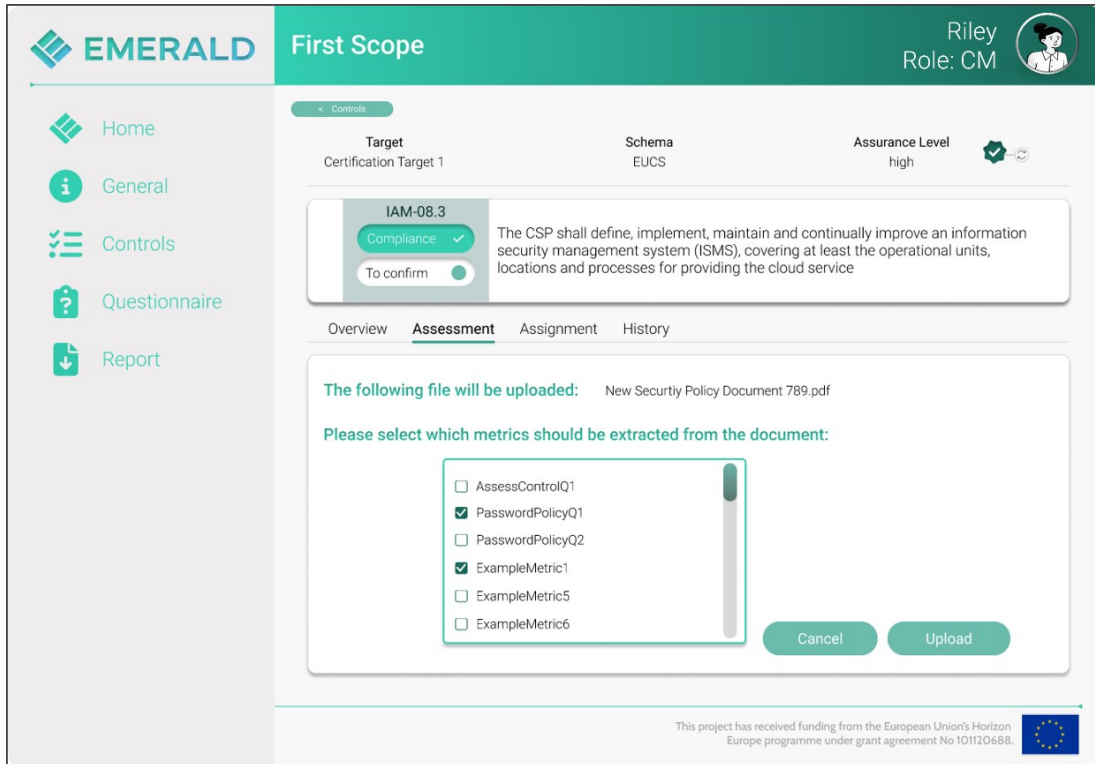 EMERALD
First Scope
Riley
Role: CM
Home
General
Controls
Questionnaire
Report
< Controls
Target
Certification Target 1
Schema
EUCS
Assurance Level
high
IAM-08.3
Compliance
To confirm
The CSP shall define, implement, maintain and continually improve an information
security management system (ISMS), covering at least the operational units,
locations and processes for providing the cloud service
Overview Assessment Assignment History
The following file will be uploaded: New Securtiy Policy Document 789.pdf
Please select which metrics should be extracted from the document:
AssessControlQ1
PasswordPolicyQ1
PasswordPolicyQ2
ExampleMetric1
ExampleMetric5
ExampleMetric6
Cancel
Upload
This project has received funding from the European Union's Horizon
Europe programme under grant agreement No 101120688.